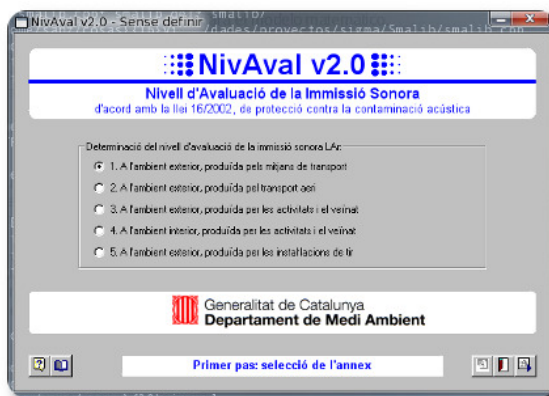 NivAval v2.0 - Sense definir
NivAval v2.0
Nivell d'Avaluació de la Immissió Sonora
d'acord amb la llei 16/2002, de protecció contra la contaminació acústica
Determinació del nivell d'avaluació de la immissió sonora LAr:
1. A l'ambient exterior, produïda pels mitjans de transport
2. A l'ambient exterior, produïda pel transport aeri
3. A l'ambient exterior, produïda per les activitats i el veïnat
4. A l'ambient interior, produïda per les activitats i el veïnat
5. A l'ambient exterior, produïda per les instal·lacions de tir
Generalitat de Catalunya
Departament de Medi Ambient
Primer pas: selecció de l'annex